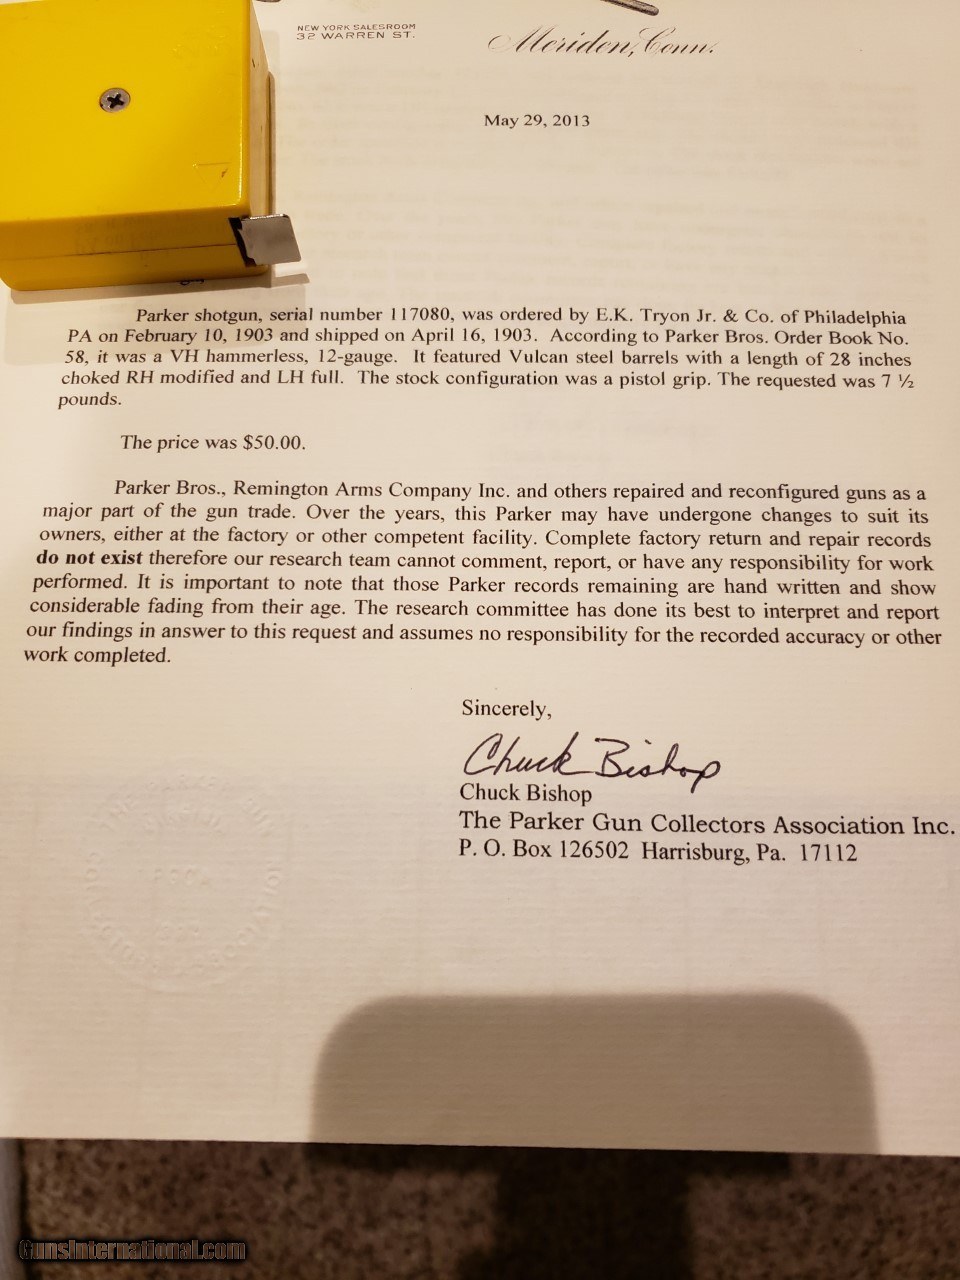 NEW YORK SALESROOM
32 WARREN ST.
Meriden, Conn.
May 29, 2013
Parker shotgun, serial number 117080, was ordered by E.K. Tryon Jr. & Co. of Philadelphia
PA on February 10, 1903 and shipped on April 16, 1903. According to Parker Bros. Order Book No.
58, it was a VH hammerless, 12-gauge. It featured Vulcan steel barrels with a length of 28 inches
choked RH modified and LH full. The stock configuration was a pistol grip. The requested was 7 ½
pounds.
The price was $50.00.
Parker Bros., Remington Arms Company Inc. and others repaired and reconfigured guns as a
major part of the gun trade. Over the years, this Parker may have undergone changes to suit its
owners, either at the factory or other competent facility. Complete factory return and repair records
do not exist therefore our research team cannot comment, report, or have any responsibility for work
performed. It is important to note that those Parker records remaining are hand written and show
considerable fading from their age. The research committee has done its best to interpret and report
our findings in answer to this request and assumes no responsibility for the recorded accuracy or other
work completed.
Sincerely,
Chuck Bishop
Chuck Bishop
The Parker Gun Collectors Association Inc.
P. O. Box 126502 Harrisburg, Pa. 17112
GunsInternational.com